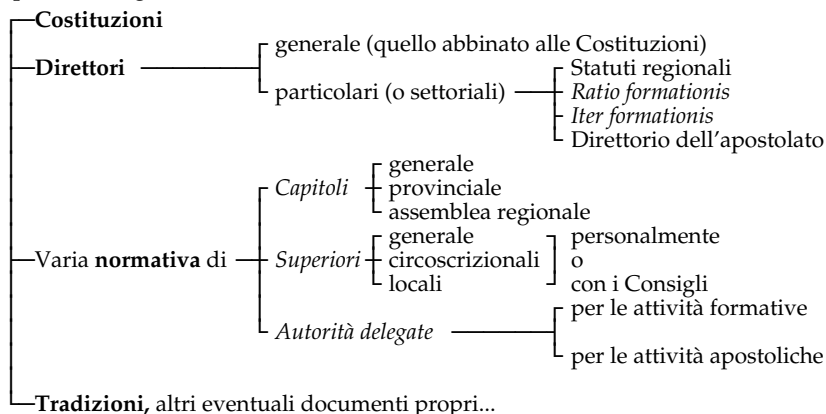 Costituzioni
generale (quello abbinato alle Costituzioni)
Direttori
Statuti regionali
particolari (o settoriali)
Ratio formationis
Iter formationis
Direttorio dell'apostolato
generale
Capitoli
provinciale
assemblea regionale
Varia normativa di
generale
personalmente
Superiori
circoscrizionali
o
locali
con i Consigli
per le attività formative
Autorità delegate
per le attività apostoliche
Tradizioni, altri eventuali documenti propri...